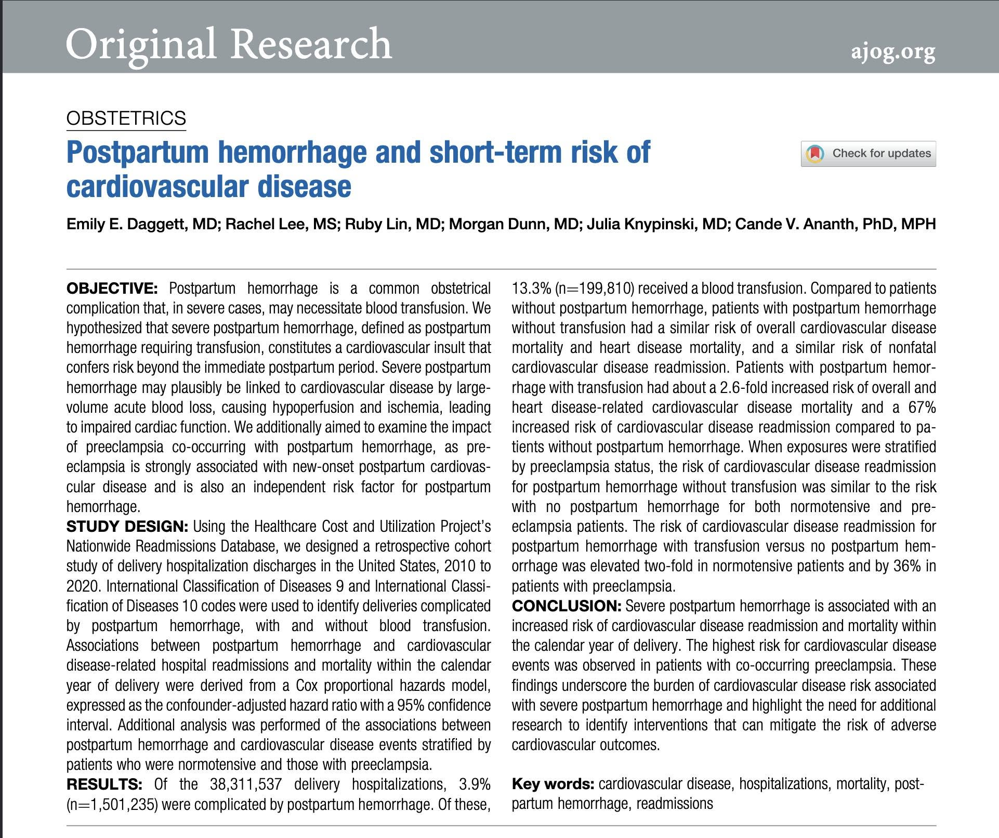 Original Research
ajog.org
OBSTETRICS
Postpartum hemorrhage and short-term risk of
cardiovascular disease
Check for updates
Emily E. Daggett, MD; Rachel Lee, MS; Ruby Lin, MD; Morgan Dunn, MD; Julia Knypinski, MD; Cande V. Ananth, PhD, MPH
OBJECTIVE: Postpartum hemorrhage is a common obstetrical
complication that, in severe cases, may necessitate blood transfusion. We
hypothesized that severe postpartum hemorrhage, defined as postpartum
hemorrhage requiring transfusion, constitutes a cardiovascular insult that
confers risk beyond the immediate postpartum period. Severe postpartum
hemorrhage may plausibly be linked to cardiovascular disease by large-
volume acute blood loss, causing hypoperfusion and ischemia, leading
to impaired cardiac function. We additionally aimed to examine the impact
of preeclampsia co-occurring with postpartum hemorrhage, as pre-
eclampsia is strongly associated with new-onset postpartum cardiovas-
cular disease and is also an independent risk factor for postpartum
hemorrhage.
STUDY DESIGN: Using the Healthcare Cost and Utilization Project's
Nationwide Readmissions Database, we designed a retrospective cohort
study of delivery hospitalization discharges in the United States, 2010 to
2020. International Classification of Diseases 9 and International Classi-
fication of Diseases 10 codes were used to identify deliveries complicated
by postpartum hemorrhage, with and without blood transfusion.
Associations between postpartum hemorrhage and cardiovascular
disease-related hospital readmissions and mortality within the calendar
year of delivery were derived from a Cox proportional hazards model,
expressed as the confounder-adjusted hazard ratio with a 95% confidence
interval. Additional analysis was performed of the associations between
postpartum hemorrhage and cardiovascular disease events stratified by
patients who were normotensive and those with preeclampsia.
RESULTS: Of the 38,311,537 delivery hospitalizations, 3.9%
(n=1,501,235) were complicated by postpartum hemorrhage. Of these,
13.3% (n=199,810) received a blood transfusion. Compared to patients
without postpartum hemorrhage, patients with postpartum hemorrhage
without transfusion had a similar risk of overall cardiovascular disease
mortality and heart disease mortality, and a similar risk of nonfatal
cardiovascular disease readmission. Patients with postpartum hemor-
rhage with transfusion had about a 2.6-fold increased risk of overall and
heart disease-related cardiovascular disease mortality and a 67%
increased risk of cardiovascular disease readmission compared to pa-
tients without postpartum hemorrhage. When exposures were stratified
by preeclampsia status, the risk of cardiovascular disease readmission
for postpartum hemorrhage without transfusion was similar to the risk
with no postpartum hemorrhage for both normotensive and pre-
eclampsia patients. The risk of cardiovascular disease readmission for
postpartum hemorrhage with transfusion versus no postpartum hem-
orrhage was elevated two-fold in normotensive patients and by 36% in
patients with preeclampsia.
CONCLUSION: Severe postpartum hemorrhage is associated with an
increased risk of cardiovascular disease readmission and mortality within
the calendar year of delivery. The highest risk for cardiovascular disease
events was observed in patients with co-occurring preeclampsia. These
findings underscore the burden of cardiovascular disease risk associated
with severe postpartum hemorrhage and highlight the need for additional
research to identify interventions that can mitigate the risk of adverse
cardiovascular outcomes.
Key words: cardiovascular disease, hospitalizations, mortality, post-
partum hemorrhage, readmissions